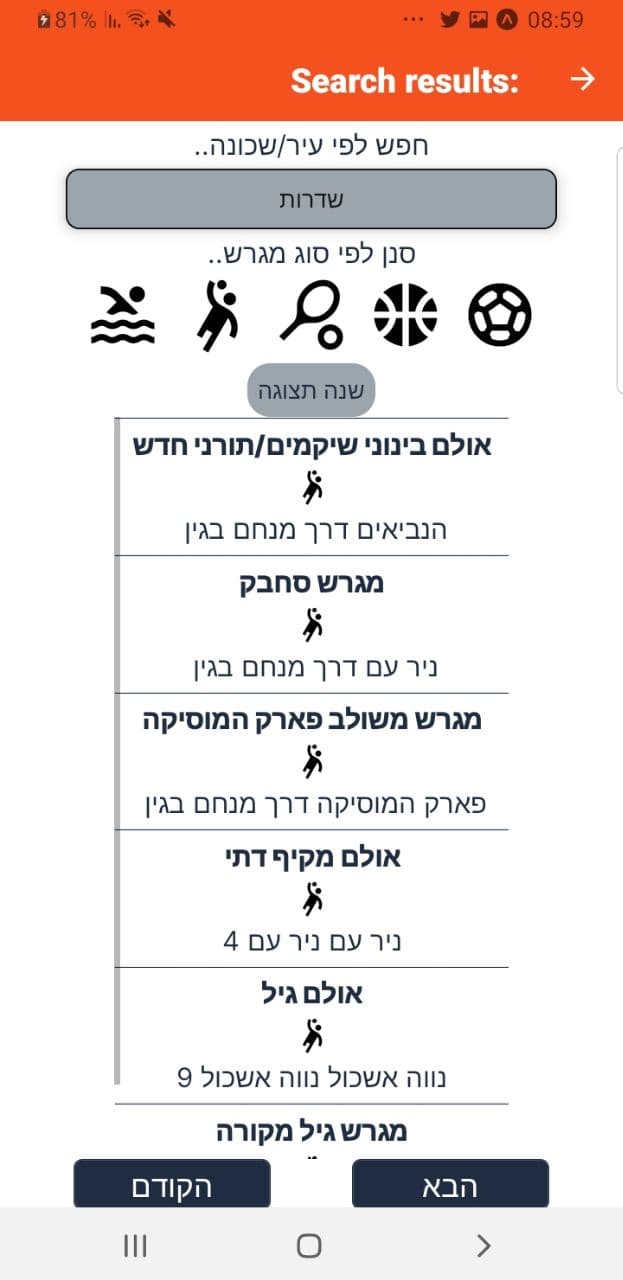 81% 08:59
Search results:
חפש לפי עיר/שכונה..
שדרות
סנן לפי סוג מגרש..
שנה תצוגה
אולם בינוני שיקמים/תורני חדש
הנביאים דרך מנחם בגין
מגרש סחבק
ניר עם דרך מנחם בגין
מגרש משולב פארק המוסיקה
פארק המוסיקה דרך מנחם בגין
אולם מקיף דתי
ניר עם ניר עם 4
אולם גיל
נווה אשכול נווה אשכול 9
מגרש גיל מקורה
הבא הקודם